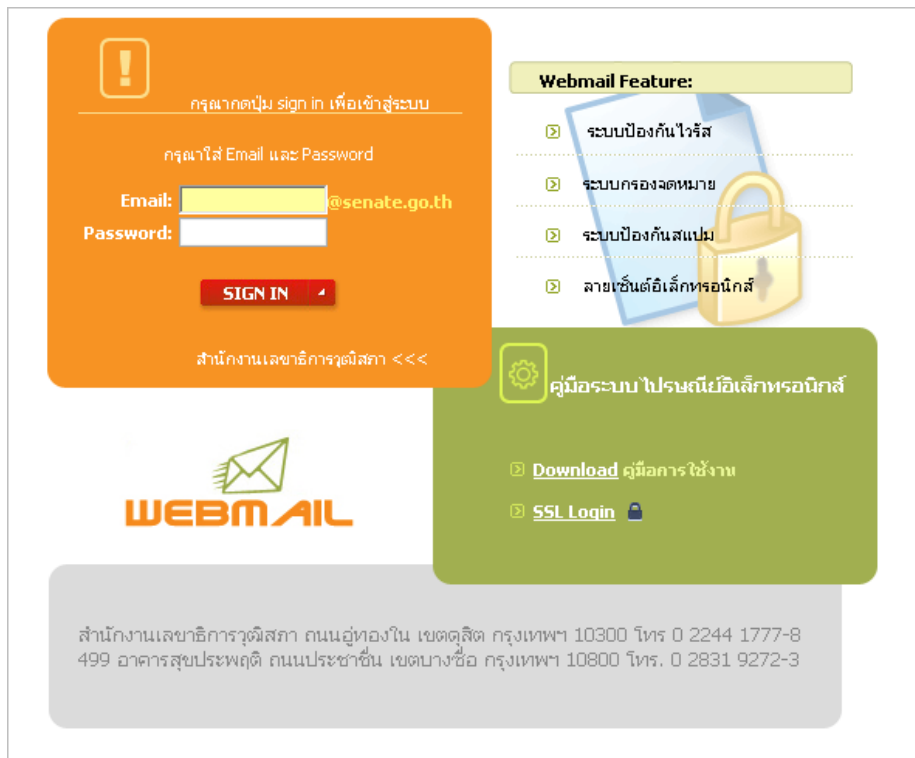 กรุณากดปุ่ม sign in เพื่อเข้าสู่ระบบ
กรุณาใส่ Email และ Password
Email: @senate.go.th
Password:
SIGN IN
สำนักงานเลขาธิการวุฒิสภา <<<
Webmail Feature:
ระบบป้องกันไวรัส
ระบบกรองจดหมาย
ระบบป้องกันสแปม
ลายเซ็นต์อิเล็กทรอนิกส์
คู่มือระบบไปรษณีย์อิเล็กทรอนิกส์
Download คู่มือการใช้งาน
SSL Login
WEBMAIL
สำนักงานเลขาธิการวุฒิสภา ถนนอู่ทองใน เขตดุสิต กรุงเทพฯ 10300 โทร 0 2244 1777-8
499 อาคารสุขประพฤติ ถนนประชาชื่น เขตบางซื่อ กรุงเทพฯ 10800 โทร. 0 2831 9272-3